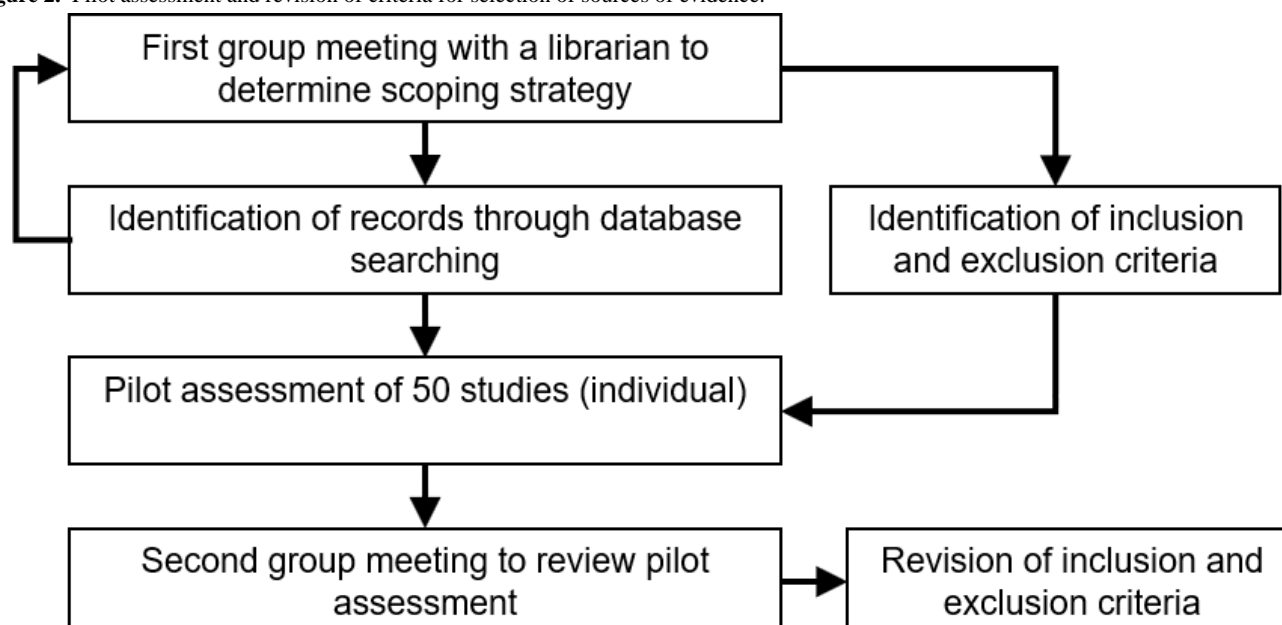 Figure 2. Pilot assessment and revision of criteria for selection of sources of evidence.
First group meeting with a librarian to
determine scoping strategy
Identification of records through database
searching
Identification of inclusion
and exclusion criteria
Pilot assessment of 50 studies (individual)
Second group meeting to review pilot
assessment
Revision of inclusion and
exclusion criteria